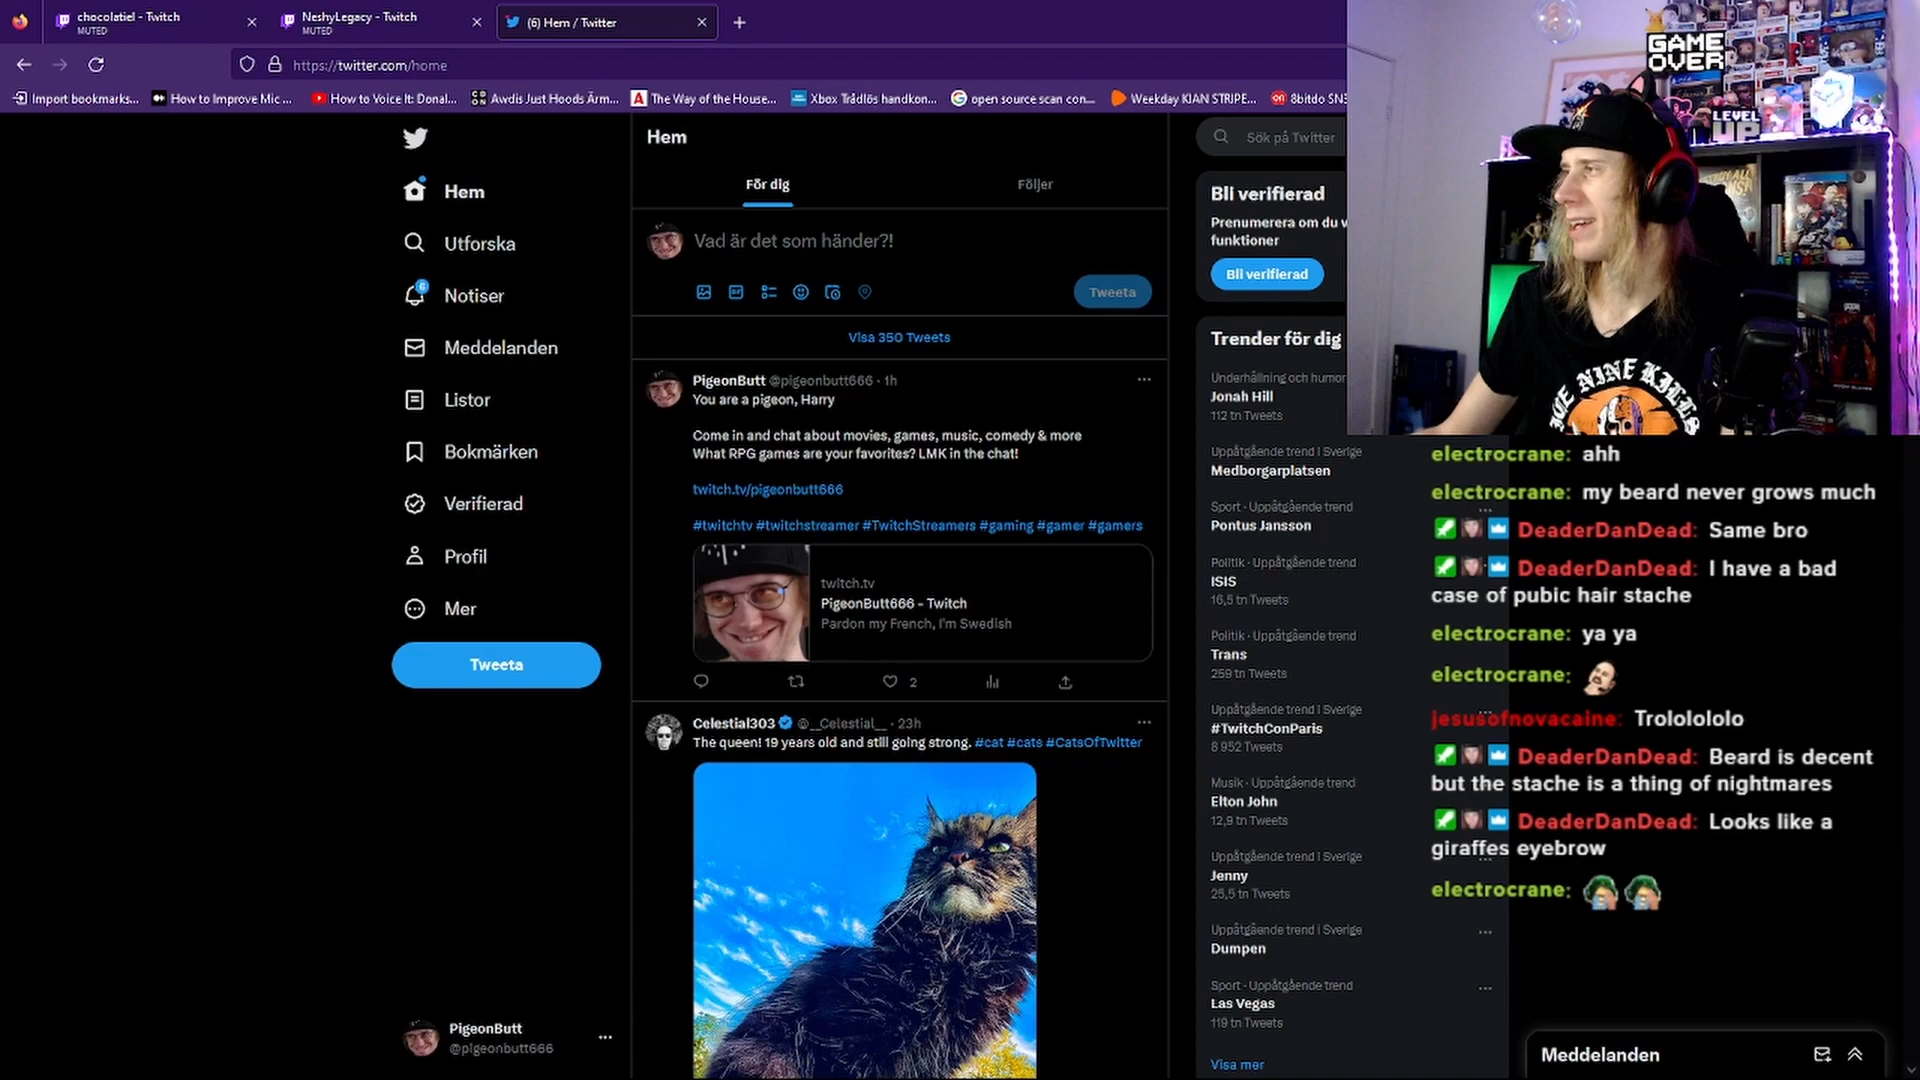 chocolatiel - Twitch
MUTED
NeshyLegacy - Twitch
MUTED
(6) Hem / Twitter
https://twitter.com/home
Import bookmarks...
How to Improve Mic ...
How to Voice It: Donal...
Awdis Just Hoods Ärm...
The Way of the House...
Xbox Trådlös handkon...
open source scan con...
Weekday KIAN STRIPE...
8bitdo SN3
Hem
Utforska
6
Notiser
Meddelanden
Listor
Bokmärken
Verifierad
Profil
Mer
Tweeta
PigeonButt
@pigeonbutt666
Hem
För dig
Följer
Vad är det som händer?!
Tweeta
Visa 350 Tweets
PigeonButt @pigeonbutt666 · 1h
You are a pigeon, Harry
Come in and chat about movies, games, music, comedy & more
What RPG games are your favorites? LMK in the chat!
twitch.tv/pigeonbutt666
#twitchtv #twitchstreamer #TwitchStreamers #gaming #gamer #gamers
twitch.tv
PigeonButt666 - Twitch
Pardon my French, I'm Swedish
2
Celestial303 @__Celestial__ · 23h
The queen! 19 years old and still going strong. #cat #cats #CatsOfTwitter
Sök på Twitter
Bli verifierad
Prenumerera om du v
funktioner
Bli verifierad
Trender för dig
Underhållning och humor
Jonah Hill
112 tn Tweets
Uppåtgående trend i Sverige
Medborgarplatsen
Sport · Uppåtgående trend
Pontus Jansson
Politik · Uppåtgående trend
ISIS
16,5 tn Tweets
Politik · Uppåtgående trend
Trans
259 tn Tweets
Uppåtgående trend i Sverige
#TwitchConParis
8 952 Tweets
Musik · Uppåtgående trend
Elton John
12,9 tn Tweets
Uppåtgående trend i Sverige
Jenny
25,5 tn Tweets
Uppåtgående trend i Sverige
Dumpen
Sport · Uppåtgående trend
Las Vegas
119 tn Tweets
Visa mer
GAME
OVER
LEVEL
UP
NINE KILLS
electrocrane: ahh
electrocrane: my beard never grows much
DeaderDanDead: Same bro
DeaderDanDead: I have a bad
case of pubic hair stache
electrocrane: ya ya
electrocrane:
jesusofnovacaine: Trololololo
DeaderDanDead: Beard is decent
but the stache is a thing of nightmares
DeaderDanDead: Looks like a
giraffes eyebrow
electrocrane:
Meddelanden